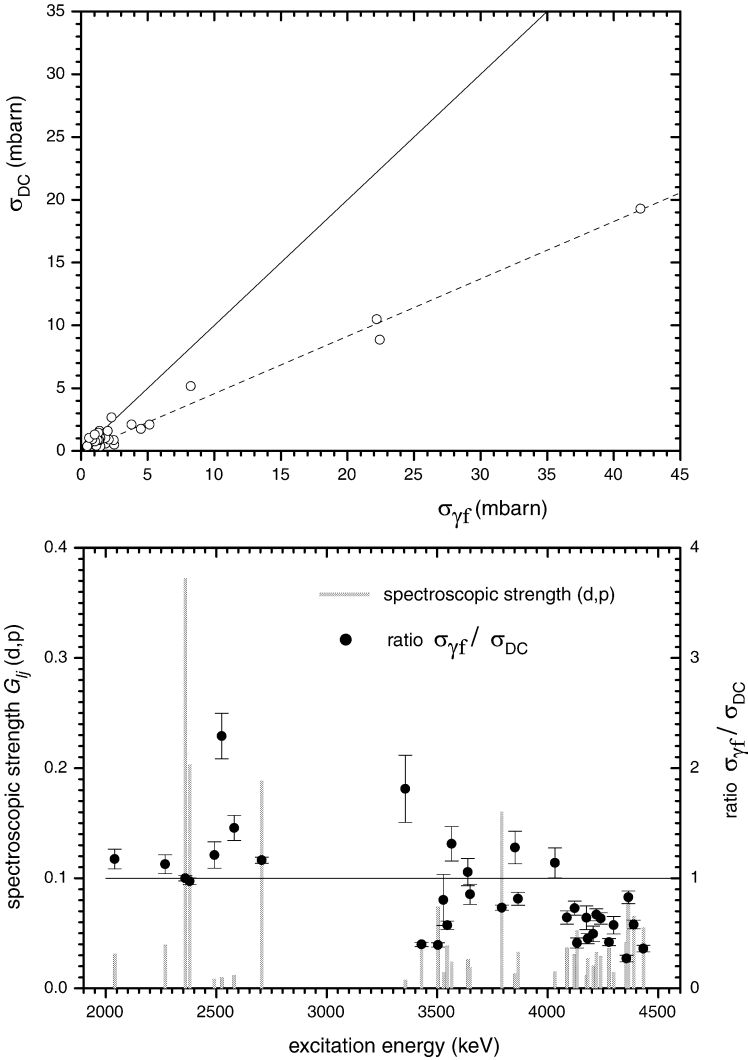 35
30
25
20
15
10
5
0
σDC (mbarn)
0 5 10 15 20 25 30 35 40 45
σγf (mbarn)
0.4 4
0.3 3
0.2 2
0.1 1
0.0 0
spectroscopic strength Glj (d,p)
spectroscopic strength (d,p)
ratio σγf / σDC
ratio σγf / σDC
2000 2500 3000 3500 4000 4500
excitation energy (keV)